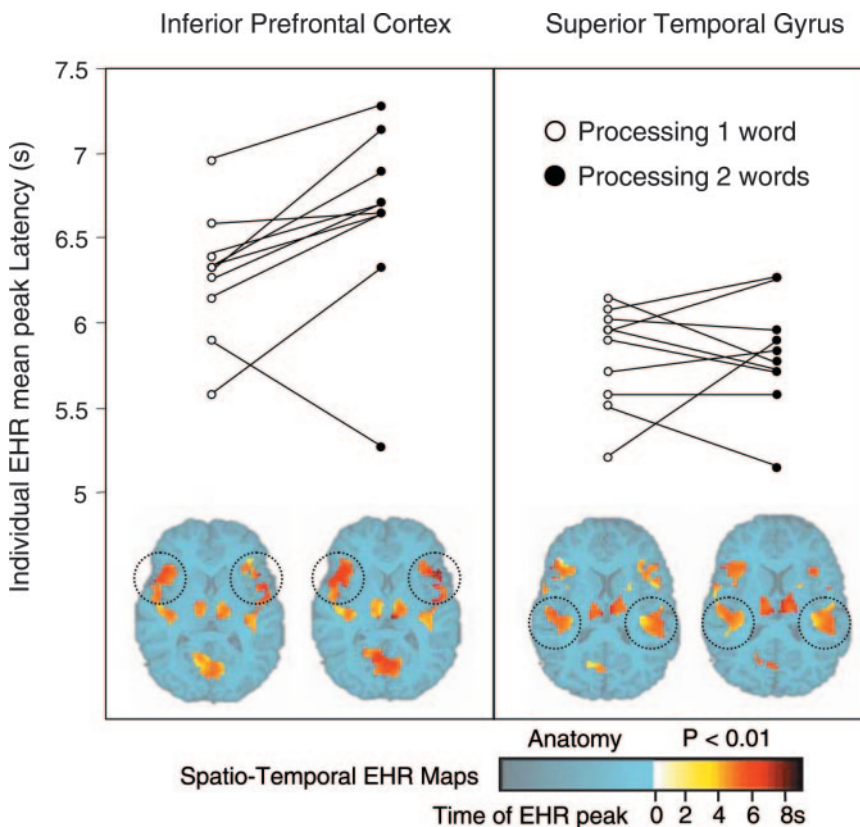 Inferior Prefrontal Cortex
Superior Temporal Gyrus
Individual EHR mean peak Latency (s)
7.5
7
6.5
6
5.5
5
Processing 1 word
Processing 2 words
Anatomy
P < 0.01
Spatio-Temporal EHR Maps
Time of EHR peak 0 2 4 6 8s